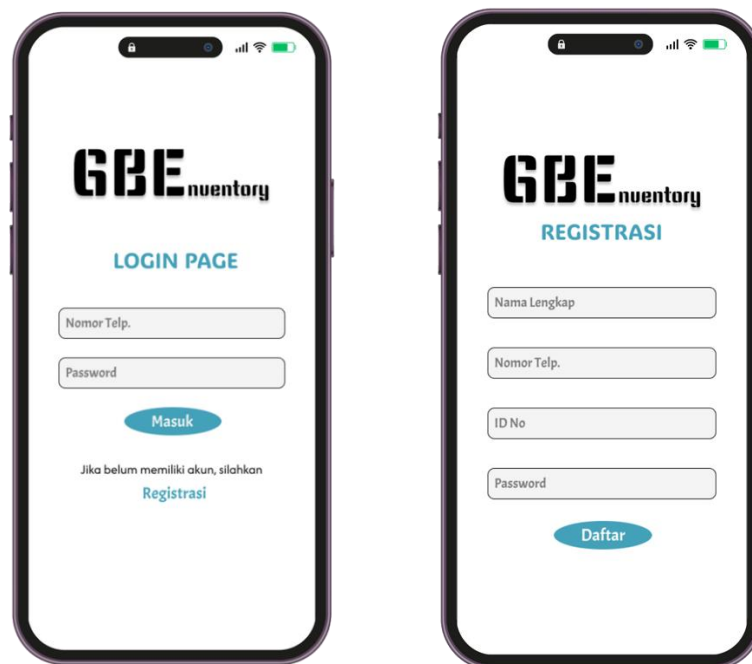 GBEnventory
LOGIN PAGE
Nomor Telp.
Password
Masuk
Jika belum memiliki akun, silahkan
Registrasi
GBEnventory
REGISTRASI
Nama Lengkap
Nomor Telp.
ID No
Password
Daftar